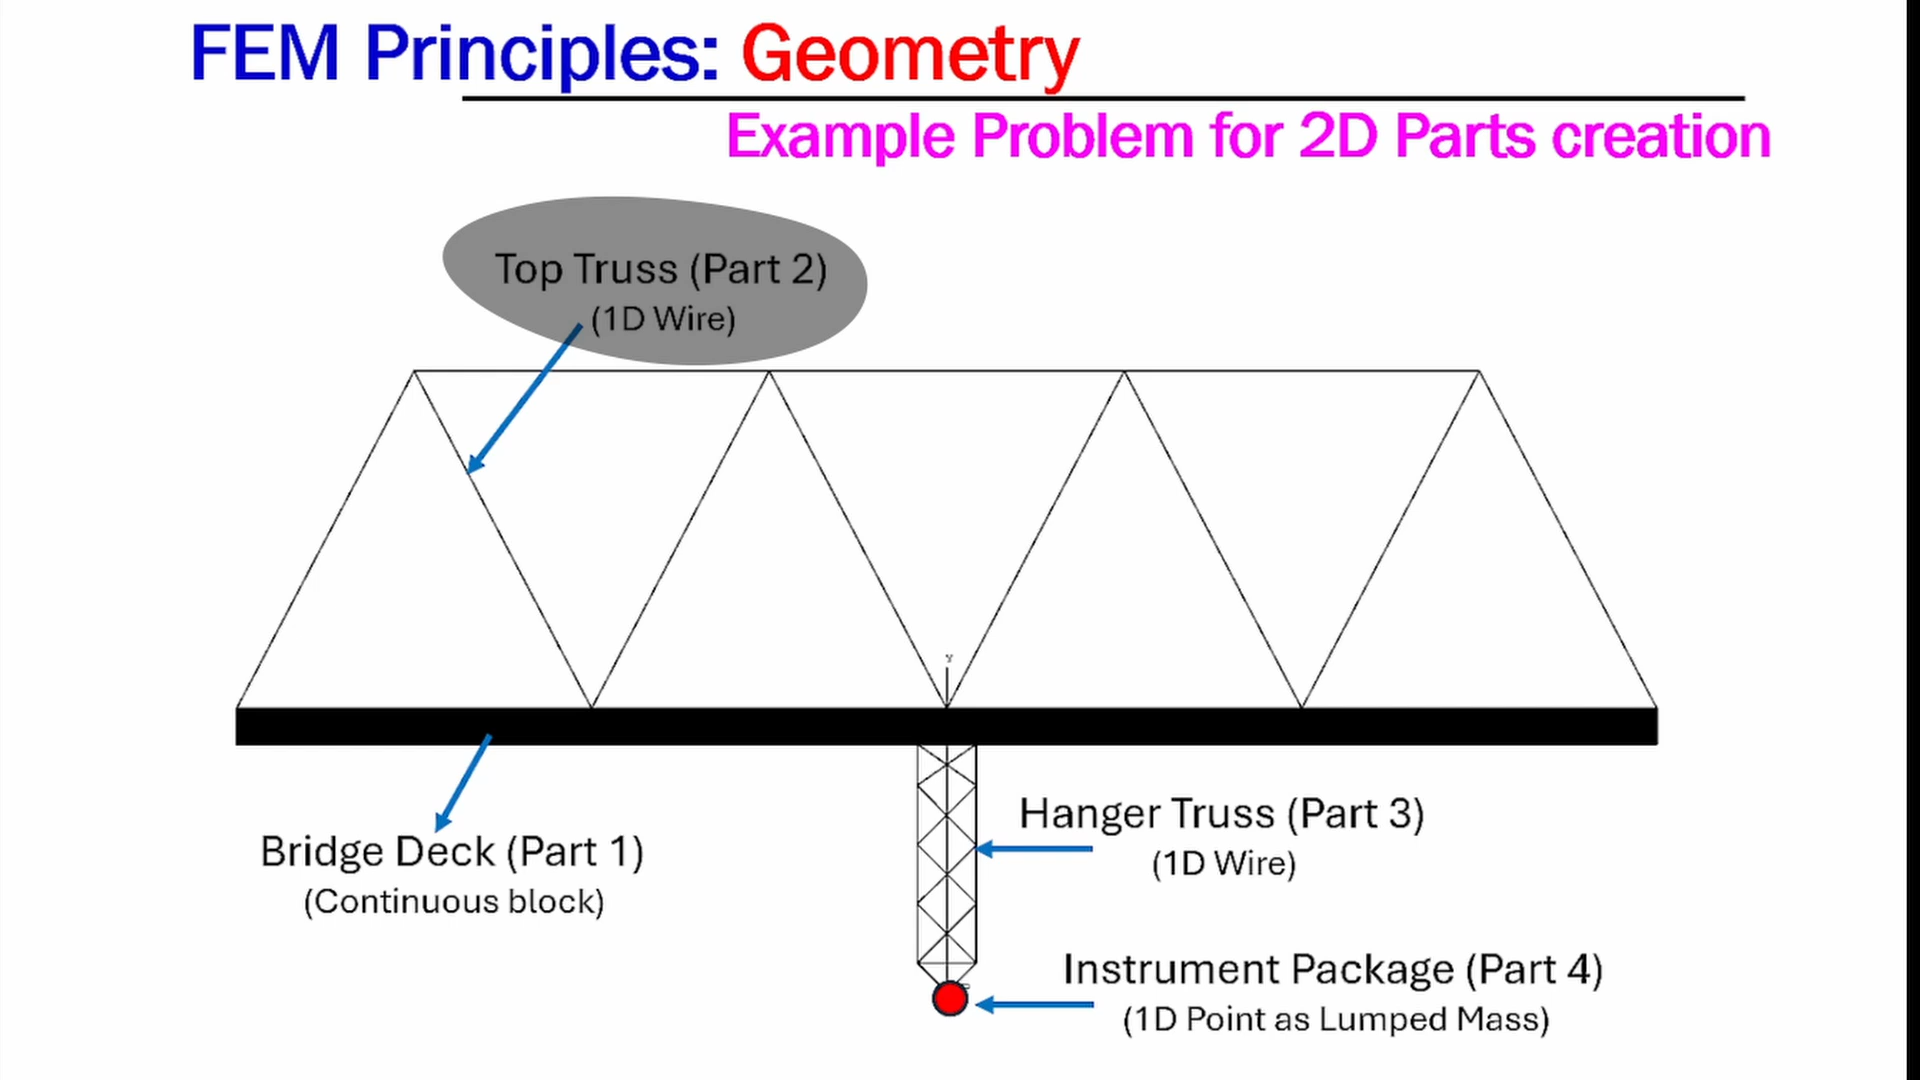 FEM Principles: Geometry
Example Problem for 2D Parts creation
Top Truss (Part 2)
(1D Wire)
Y
Hanger Truss (Part 3)
(1D Wire)
Bridge Deck (Part 1)
(Continuous block)
Instrument Package (Part 4)
(1D Point as Lumped Mass)